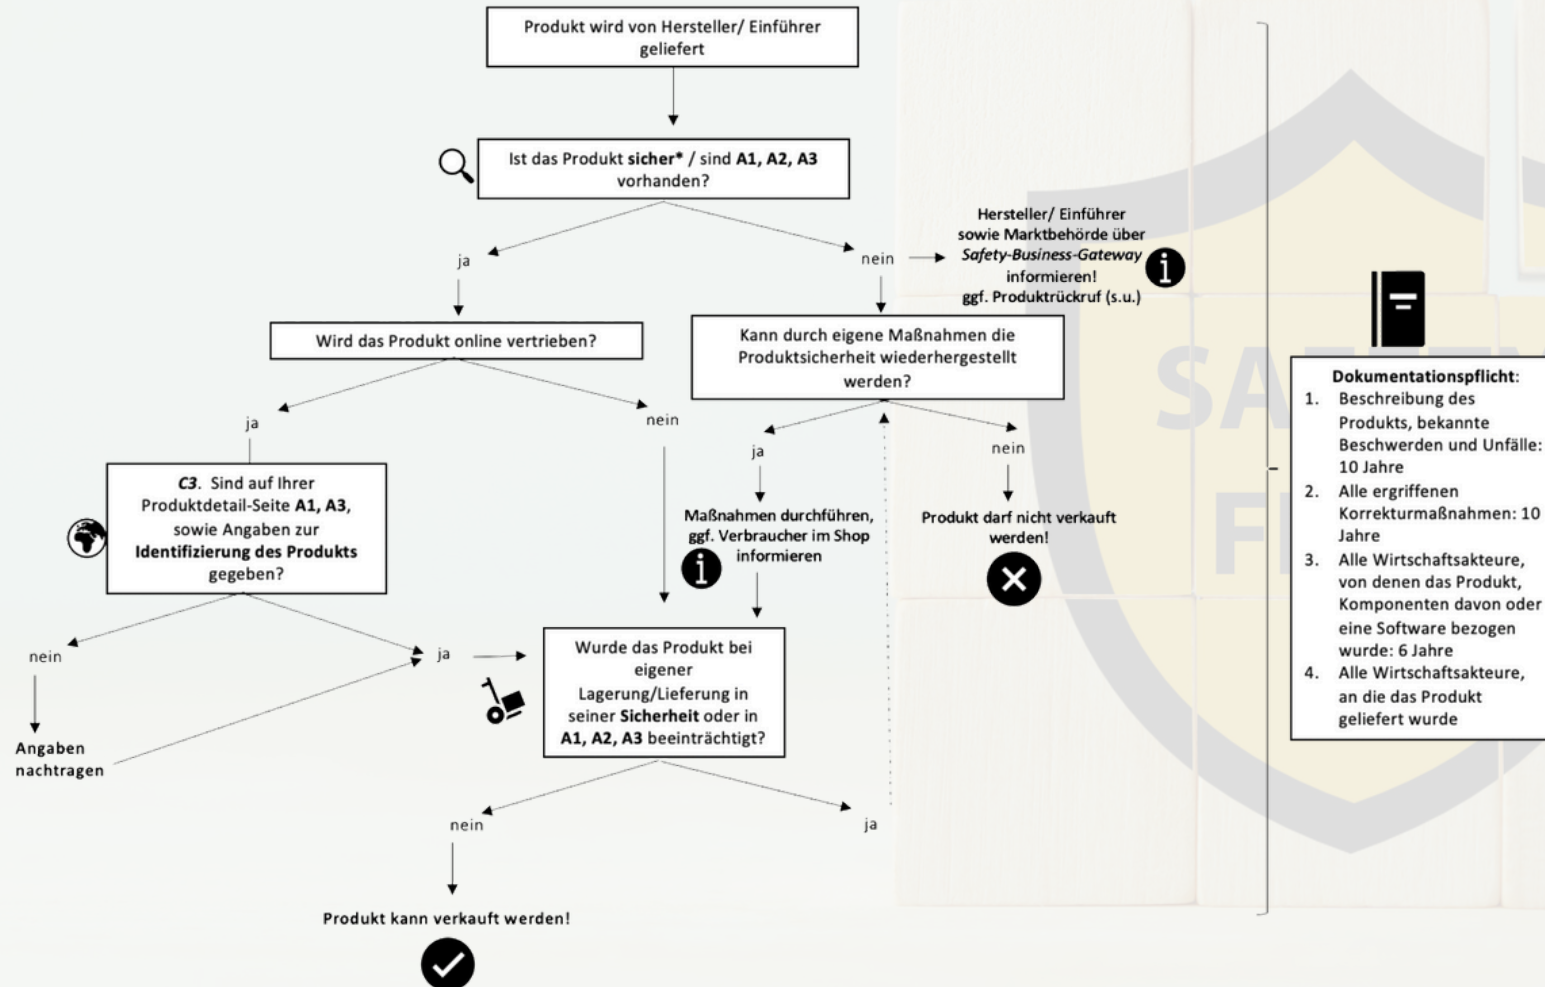 Produkt wird von Hersteller/ Einführer
geliefert
Ist das Produkt sicher* / sind A1, A2, A3
vorhanden?
ja
nein
Hersteller/ Einführer
sowie Marktbehörde über
Safety-Business-Gateway
informieren!
ggf. Produktrückruf (s.u.)
Wird das Produkt online vertrieben?
Kann durch eigene Maßnahmen die
Produktsicherheit wiederhergestellt
werden?
ja
nein
ja
nein
C3. Sind auf Ihrer
Produktdetail-Seite A1, A3,
sowie Angaben zur
Identifizierung des Produkts
gegeben?
Maßnahmen durchführen,
ggf. Verbraucher im Shop
informieren
Produkt darf nicht verkauft
werden!
nein
ja
Angaben
nachtragen
Wurde das Produkt bei
eigener
Lagerung/Lieferung in
seiner Sicherheit oder in
A1, A2, A3 beeinträchtigt?
nein
ja
Produkt kann verkauft werden!
Dokumentationspflicht:
1. Beschreibung des
Produkts, bekannte
Beschwerden und Unfälle:
10 Jahre
2. Alle ergriffenen
Korrekturmaßnahmen: 10
Jahre
3. Alle Wirtschaftsakteure,
von denen das Produkt,
Komponenten davon oder
eine Software bezogen
wurde: 6 Jahre
4. Alle Wirtschaftsakteure,
an die das Produkt
geliefert wurde